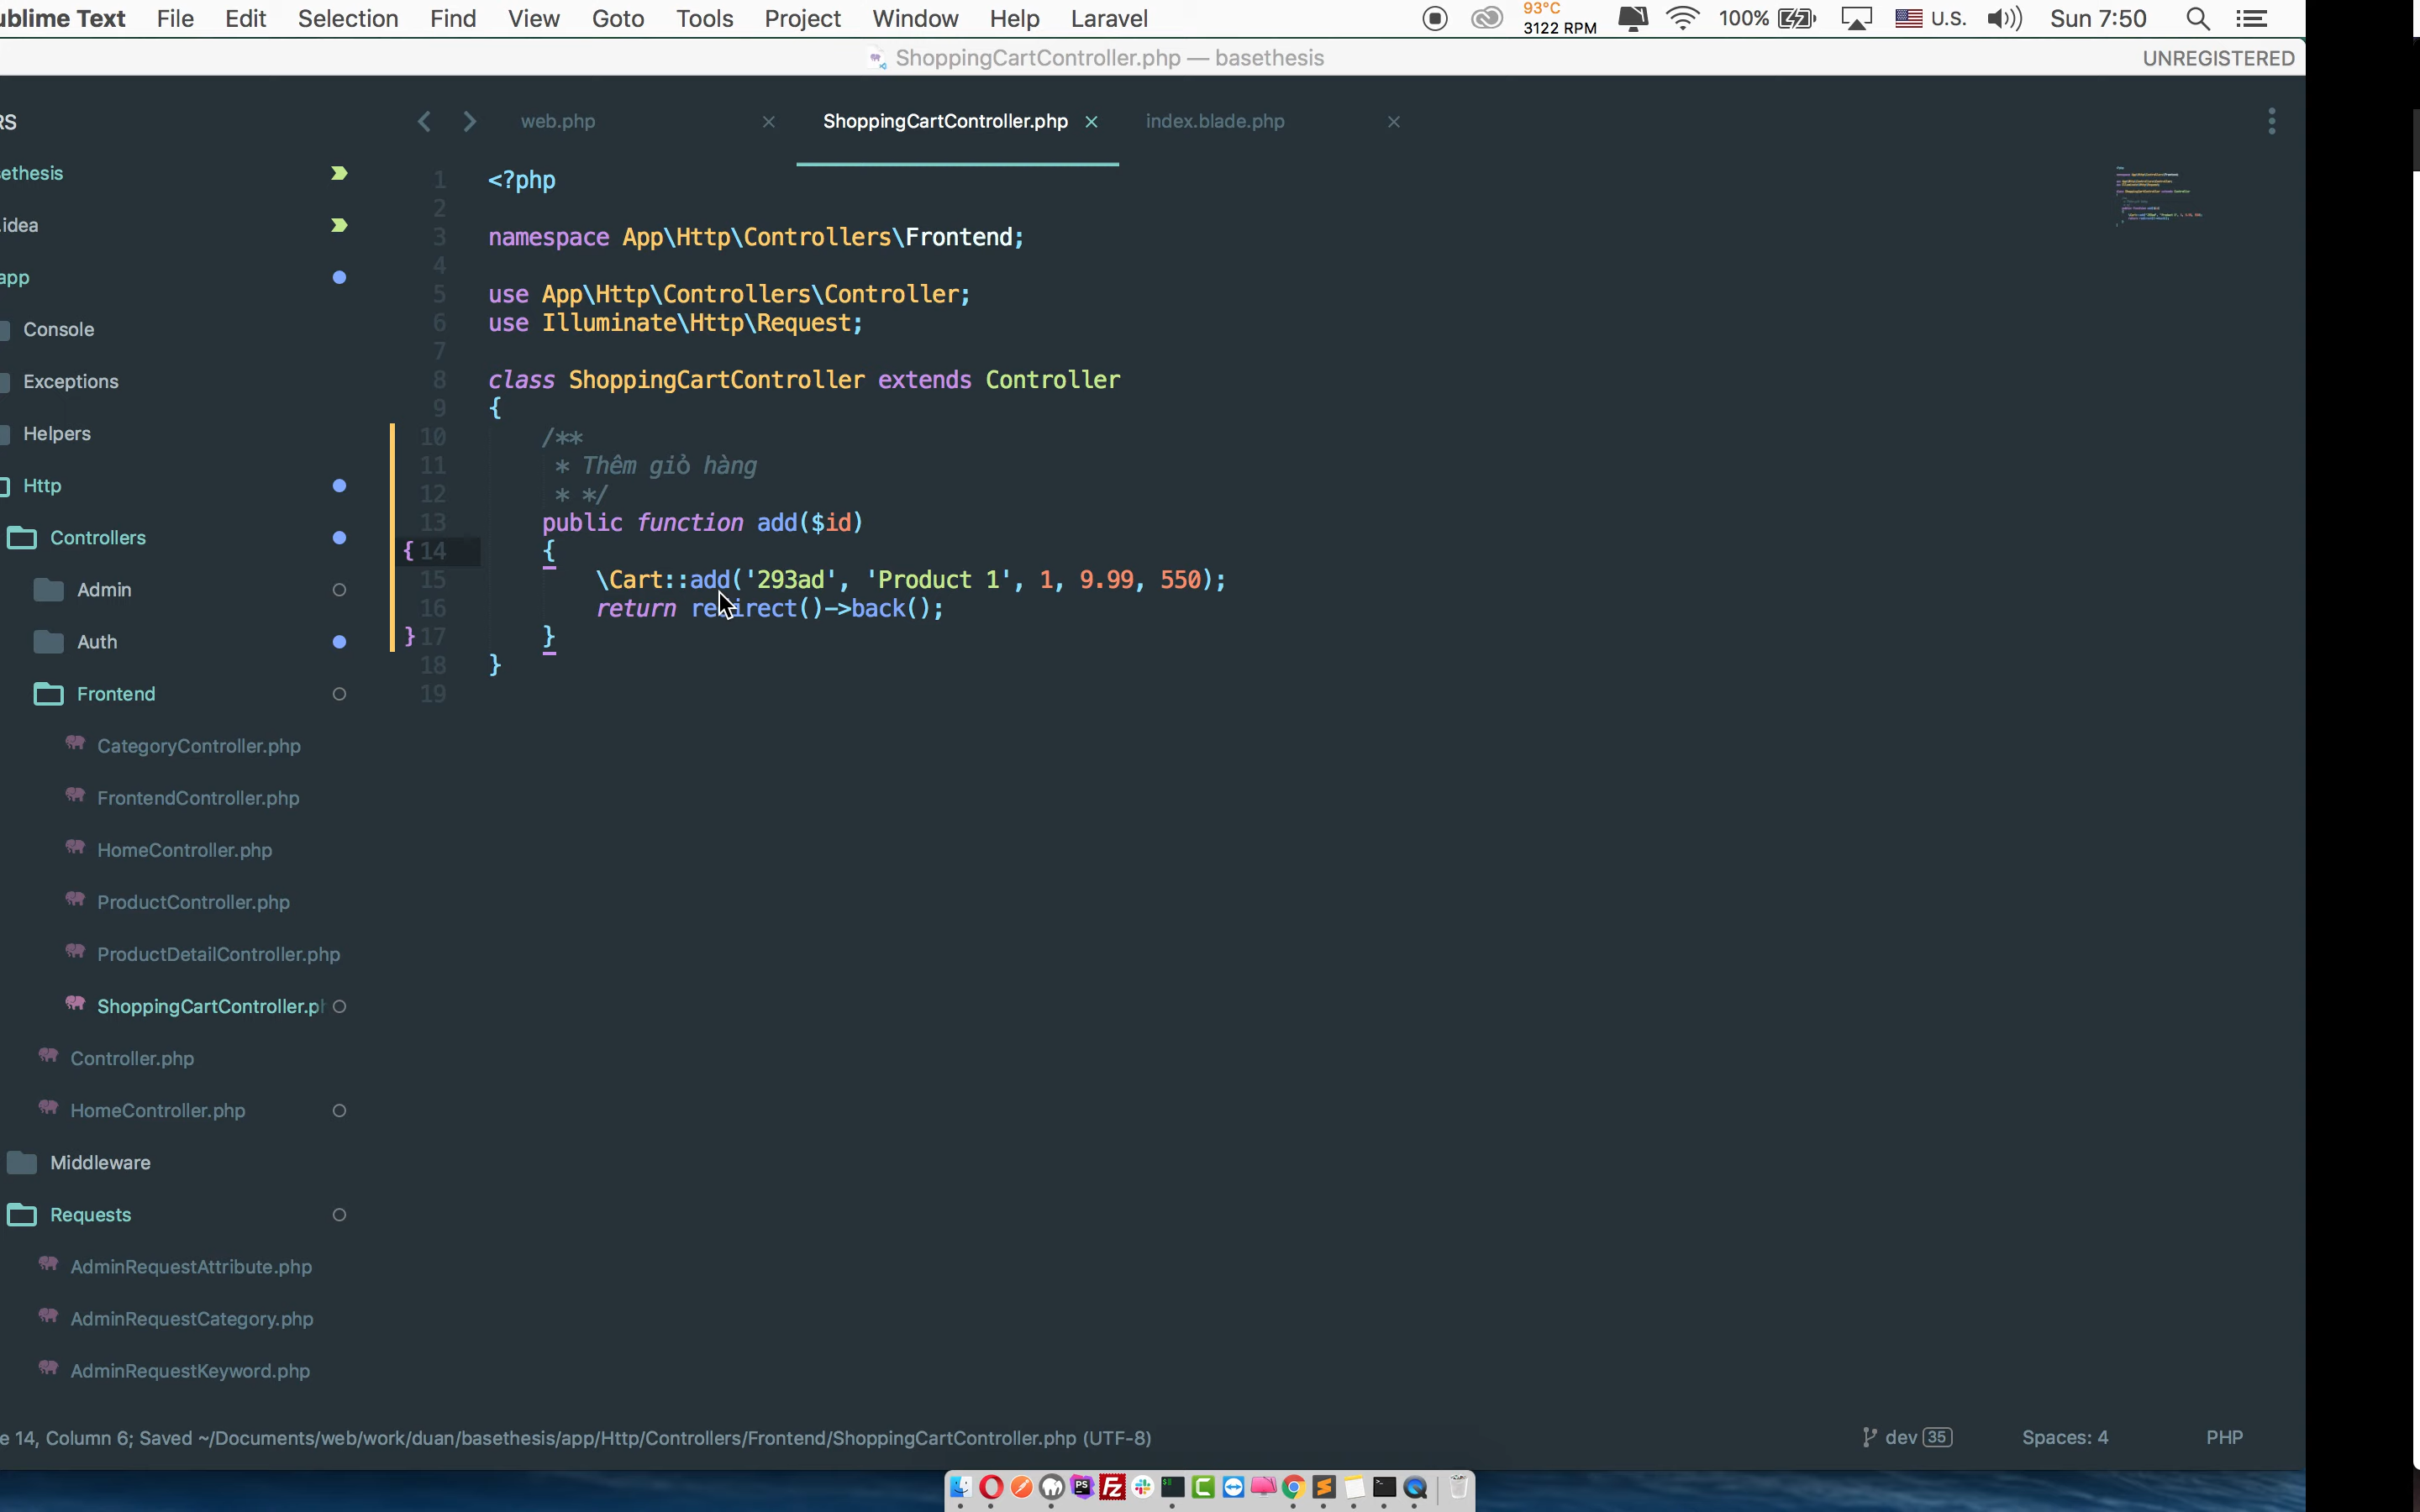 ublime Text File Edit Selection Find View Goto Tools Project Window Help Laravel 93°C 3122 RPM 100% U.S. Sun 7:50
ShoppingCartController.php — basethesis UNREGISTERED
RS
web.php ShoppingCartController.php index.blade.php
sethesis
.idea
app
Console
Exceptions
Helpers
Http
Controllers
Admin
Auth
Frontend
CategoryController.php
FrontendController.php
HomeController.php
ProductController.php
ProductDetailController.php
ShoppingCartController.ph
Controller.php
HomeController.php
Middleware
Requests
AdminRequestAttribute.php
AdminRequestCategory.php
AdminRequestKeyword.php
1 <?php
2
3 namespace App\Http\Controllers\Frontend;
4
5 use App\Http\Controllers\Controller;
6 use Illuminate\Http\Request;
7
8 class ShoppingCartController extends Controller
9 {
10 /**
11 * Thêm giỏ hàng
12 * */
13 public function add($id)
{ 14 {
15 \Cart::add('293ad', 'Product 1', 1, 9.99, 550);
16 return redirect()->back();
} 17 }
18 }
19
e 14, Column 6; Saved ~/Documents/web/work/duan/basethesis/app/Http/Controllers/Frontend/ShoppingCartController.php (UTF-8) dev 35 Spaces: 4 PHP